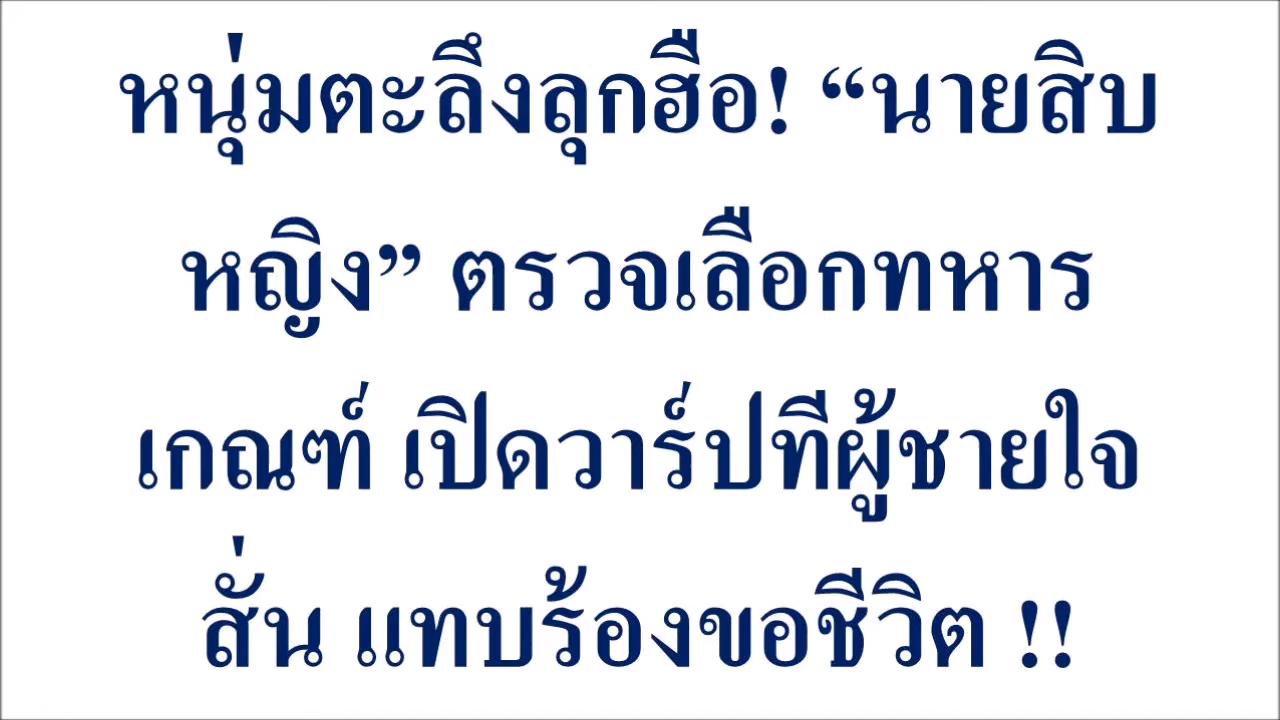 หนุ่มตะลึงลุกฮือ! “นายสิบ
หญิง” ตรวจเลือกทหาร
เกณฑ์ เปิดวาร์ปทีผู้ชายใจ
สั่น แทบร้องขอชีวิต !!